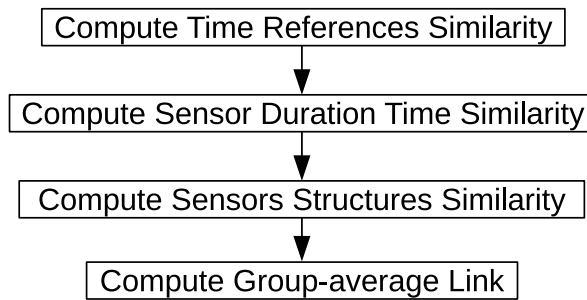 Compute Time References Similarity
Compute Sensor Duration Time Similarity
Compute Sensors Structures Similarity
Compute Group-average Link